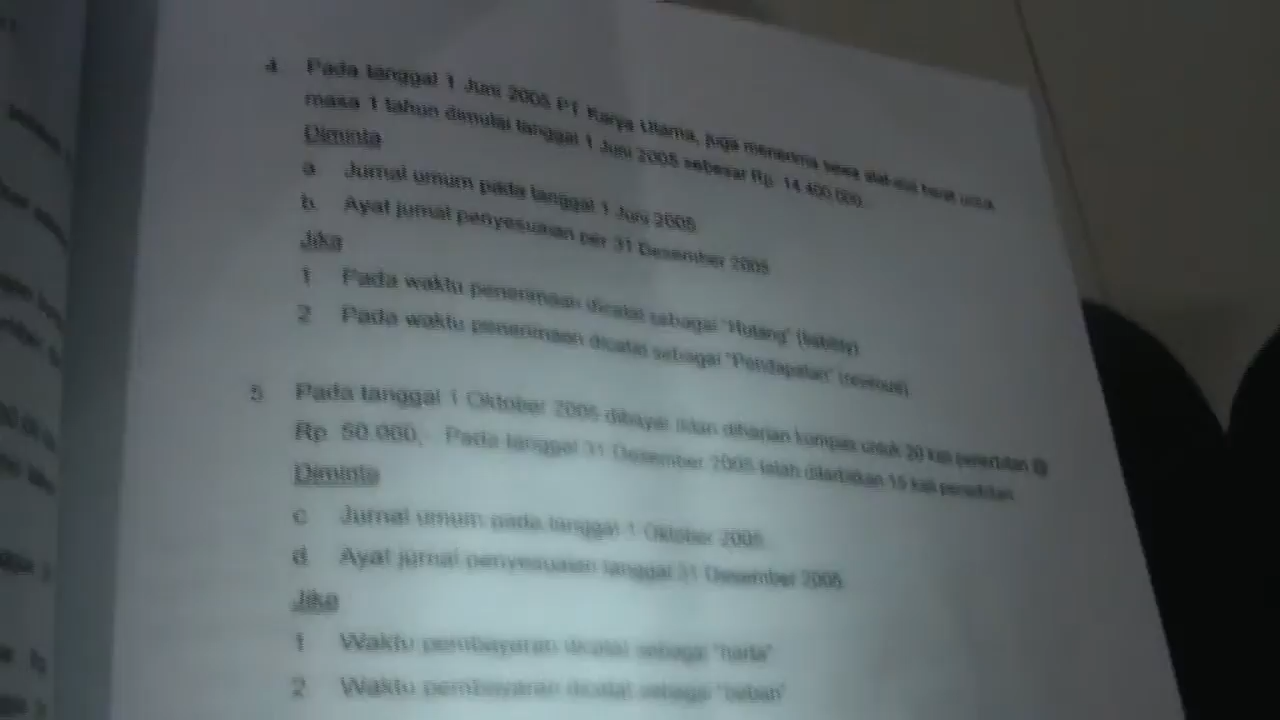 4 Pada tanggal 1 Juni 2005 PT Karya Utama, juga menerima sewa alat-alat berat untuk
masa 1 tahun dimulai tanggal 1 Juni 2005 sebesar Rp. 14.400.000,
Diminta
a Jurnal umum pada tanggal 1 Juni 2005
b. Ayat jurnal penyesuaian per 31 Desember 2005
Jika
1 Pada waktu penerimaan dicatat sebagai "Hutang" (liability)
2 Pada waktu penerimaan dicatat sebagai "Pendapatan" (revenue)
5 Pada tanggal 1 Oktober 2005 dibayar iklan diharian kompas untuk 20 kali penerbitan @
Rp 50.000, Pada tanggal 31 Desember 2005 telah diterbitkan 15 kali penerbitan
Diminta
c Jurnal umum pada tanggal 1 Oktober 2005
d Ayat jurnal penyesuaian tanggal 31 Desember 2005
Jika
1 Waktu pembayaran dicatat sebagai "harta"
2 Waktu pembayaran dicatat sebagai "beban"